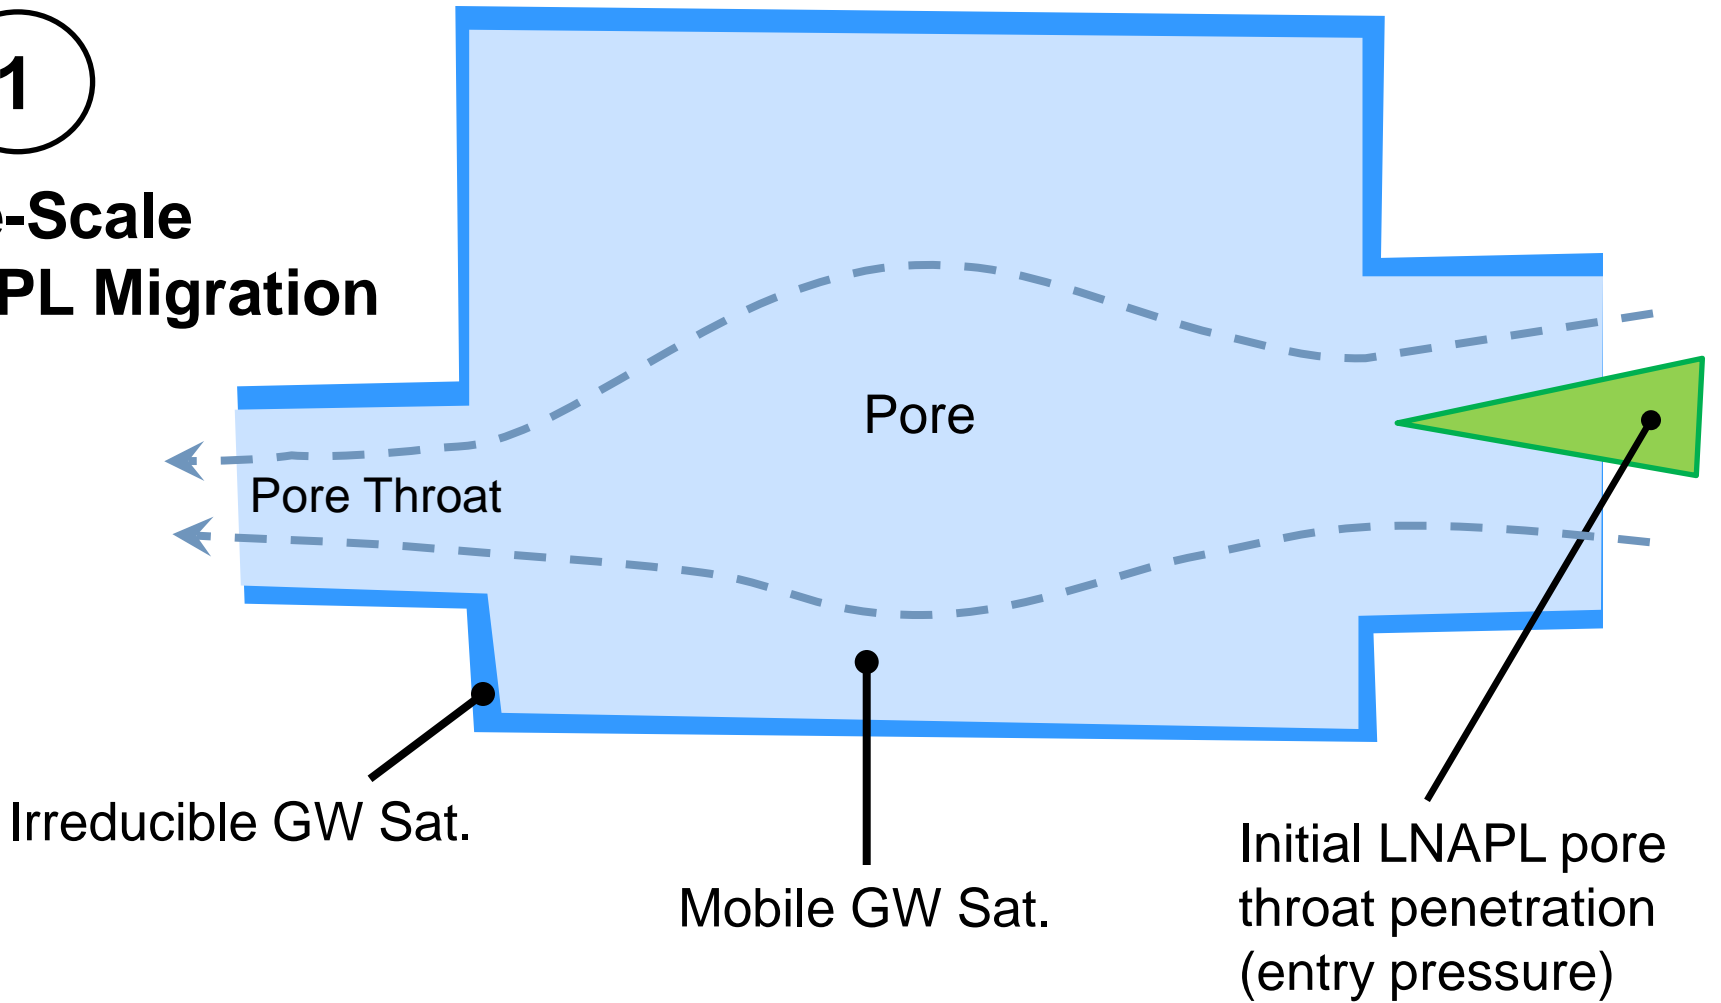 1
e-Scale
PL Migration
Pore
Pore Throat
Irreducible GW Sat.
Mobile GW Sat.
Initial LNAPL pore
throat penetration
(entry pressure)